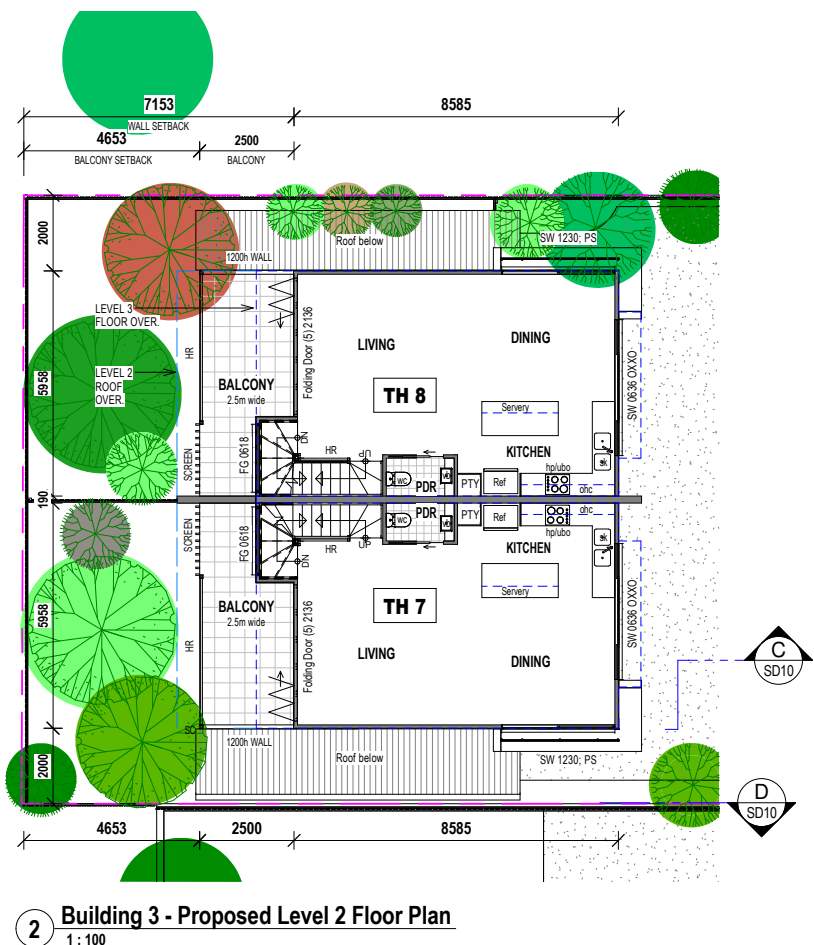 7153
8585
WALL SETBACK
4653
2500
BALCONY SETBACK
BALCONY
2000
Roof below
SW 1230; PS
1200h WALL
LEVEL 3
FLOOR OVER.
HR
Folding Door (5) 2136
LIVING
DINING
LEVEL 2
ROOF
OVER.
5958
BALCONY
2.5m wide
TH 8
SW 0636 OXXO
Servery
SCREEN
FG 0618
DN
HR
UP
KITCHEN
hp/ubo
WC
PDR
vb
PTY
Ref
ohc
sk
190
SCREEN
FG 0618
DN
HR
UP
WC
PDR
vb
PTY
Ref
ohc
hp/ubo
sk
KITCHEN
5958
BALCONY
2.5m wide
TH 7
Servery
SW 0636 OXXO
HR
Folding Door (5) 2136
LIVING
DINING
C
SD10
SC
1200h WALL
Roof below
SW 1230; PS
2000
D
SD10
4653
2500
8585
2
Building 3 - Proposed Level 2 Floor Plan
1 : 100